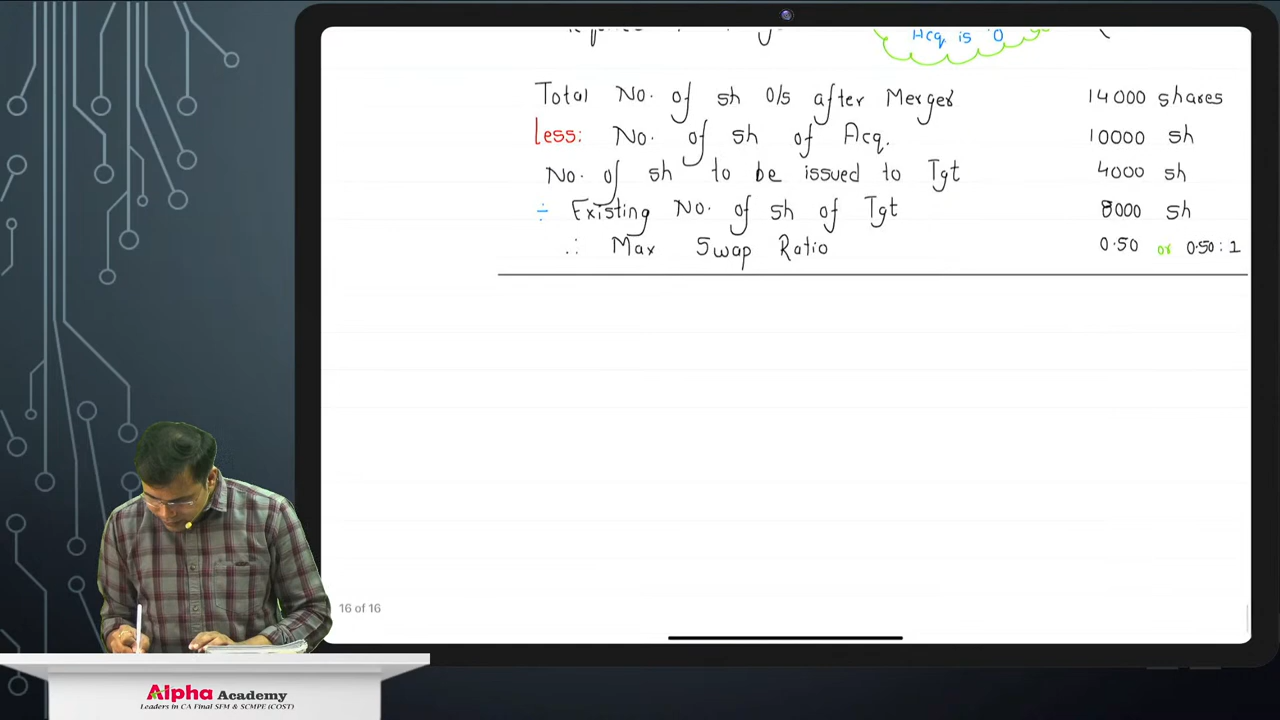 Acq is '0'
Total No. of sh o/s after Merger 14000 shares
less: No. of sh of Acq. 10000 sh
No. of sh to be issued to Tgt 4000 sh
÷ Existing No. of sh of Tgt 8000 sh
∴ Max Swap Ratio 0.50 or 0.50 : 1
16 of 16
Alpha Academy
Leaders in CA Final SFM & SCMPE (COST)